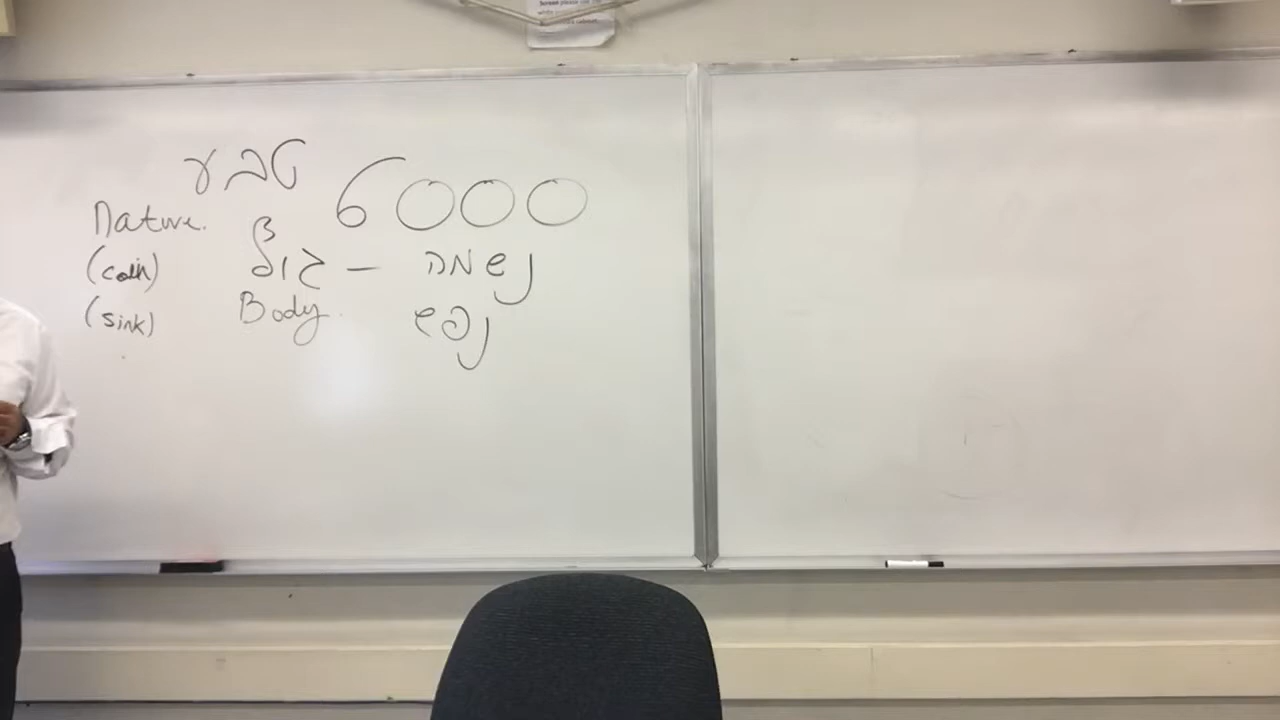 טבע
6000
Nature.
גוף – נשמה
(coin)
Body.
נפש
(sink)